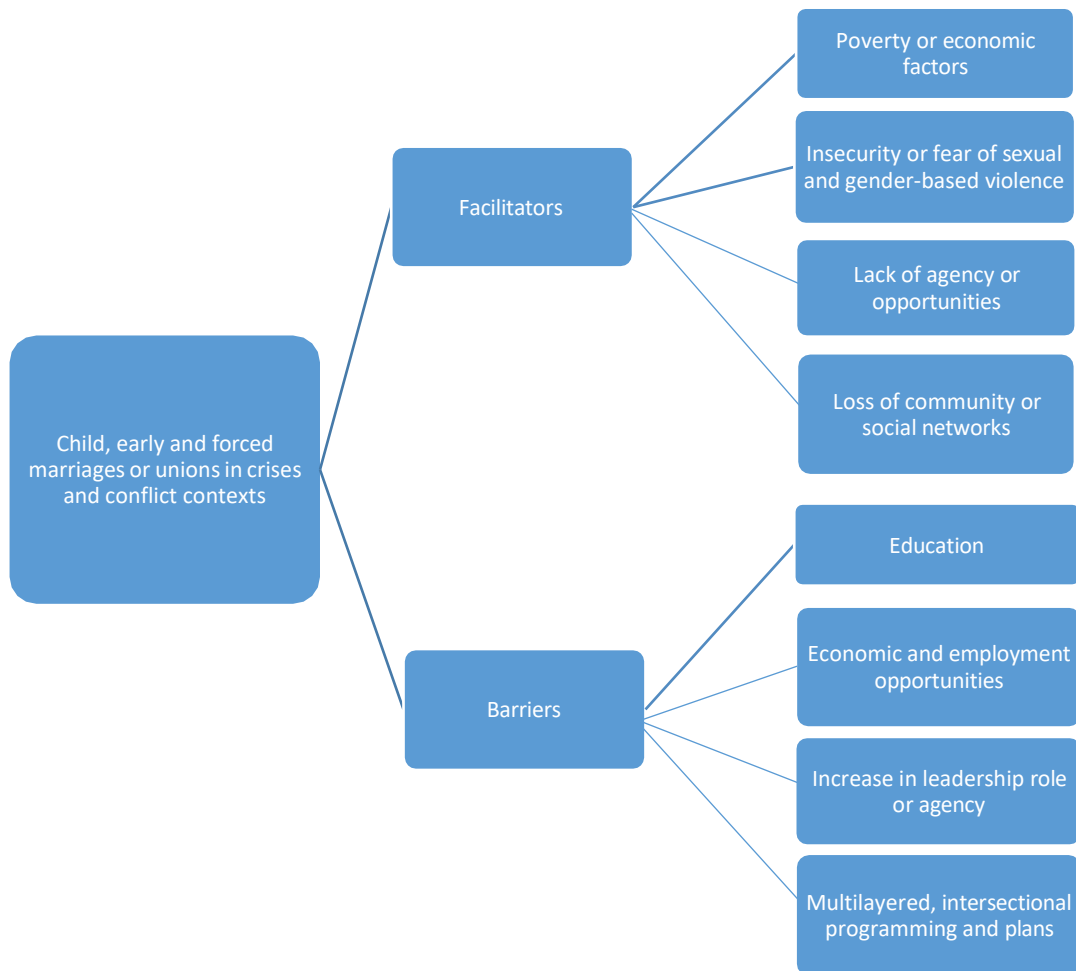 Child, early and forced
marriages or unions in crises
and conflict contexts
Facilitators
Poverty or economic
factors
Insecurity or fear of sexual
and gender-based violence
Lack of agency or
opportunities
Loss of community or
social networks
Barriers
Education
Economic and employment
opportunities
Increase in leadership role
or agency
Multilayered, intersectional
programming and plans